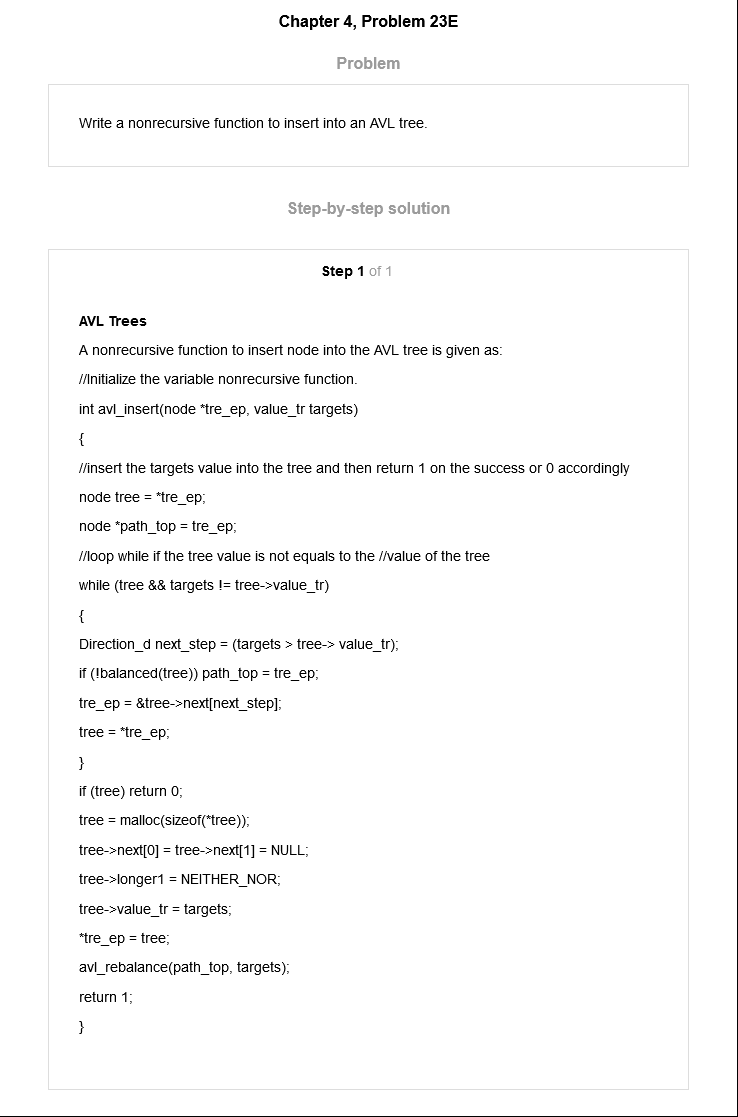 Chapter 4, Problem 23E
Problem
Write a nonrecursive function to insert into an AVL tree.
Step-by-step solution
Step 1 of 1
AVL Trees
A nonrecursive function to insert node into the AVL tree is given as:
//Initialize the variable nonrecursive function.
int avl_insert(node *tre_ep, value_tr targets)
{
//insert the targets value into the tree and then return 1 on the success or 0 accordingly
node tree = *tre_ep;
node *path_top = tre_ep;
//loop while if the tree value is not equals to the //value of the tree
while (tree && targets != tree->value_tr)
{
Direction_d next_step = (targets > tree-> value_tr);
if (!balanced(tree)) path_top = tre_ep;
tre_ep = &tree->next[next_step];
tree = *tre_ep;
}
if (tree) return 0;
tree = malloc(sizeof(*tree));
tree->next[0] = tree->next[1] = NULL;
tree->longer1 = NEITHER_NOR;
tree->value_tr = targets;
*tre_ep = tree;
avl_rebalance(path_top, targets);
return 1;
}